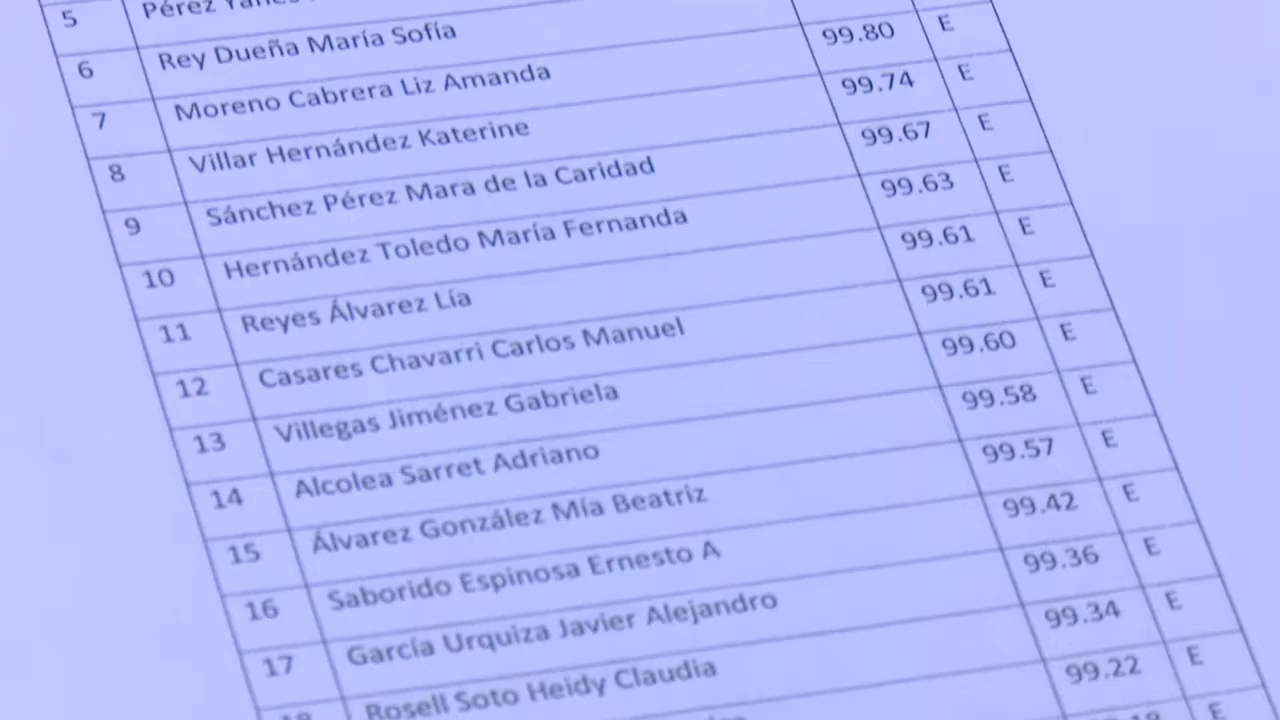 5 Pérez
6 Rey Dueña María Sofía
7 Moreno Cabrera Liz Amanda 99.80 E
8 Villar Hernández Katerine 99.74 E
9 Sánchez Pérez Mara de la Caridad 99.67 E
10 Hernández Toledo María Fernanda 99.63 E
11 Reyes Álvarez Lía 99.61 E
12 Casares Chavarri Carlos Manuel 99.61 E
13 Villegas Jiménez Gabriela 99.60 E
14 Alcolea Sarret Adriano 99.58 E
15 Álvarez González Mía Beatriz 99.57 E
16 Saborido Espinosa Ernesto A 99.42 E
17 García Urquiza Javier Alejandro 99.36 E
18 Rosell Soto Heidy Claudia 99.34 E
99.22 E
E